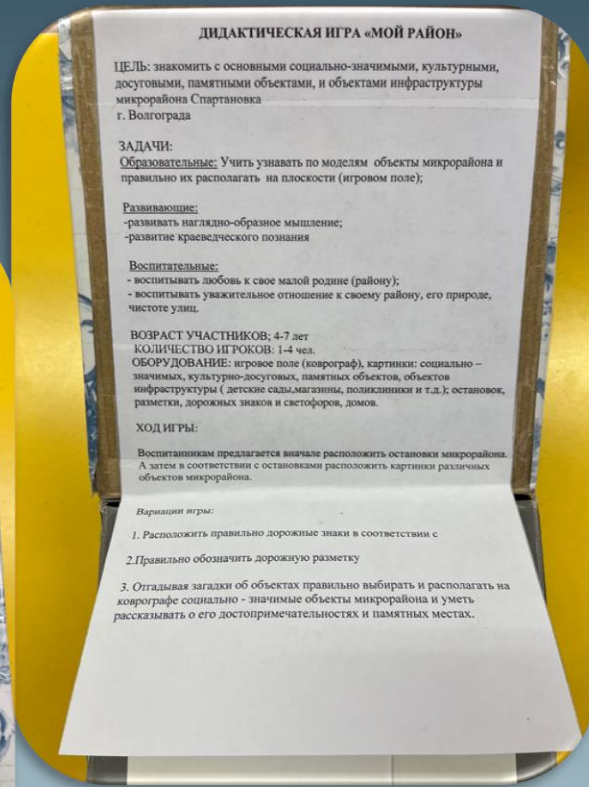 ДИДАКТИЧЕСКАЯ ИГРА «МОЙ РАЙОН»
ЦЕЛЬ: знакомить с основными социально-значимыми, культурными,
досуговыми, памятными объектами, и объектами инфраструктуры
микрорайона Спартановка
г. Волгограда
ЗАДАЧИ:
Образовательные: Учить узнавать по моделям объекты микрорайона и
правильно их располагать на плоскости (игровом поле);
Развивающие:
-развивать наглядно-образное мышление;
-развитие краеведческого познания
Воспитательные:
- воспитывать любовь к свое малой родине (району);
- воспитывать уважительное отношение к своему району, его природе,
чистоте улиц.
ВОЗРАСТ УЧАСТНИКОВ; 4-7 лет
КОЛИЧЕСТВО ИГРОКОВ: 1-4 чел.
ОБОРУДОВАНИЕ: игровое поле (коврограф), картинки: социально –
значимых, культурно-досуговых, памятных объектов, объектов
инфраструктуры ( детские сады,магазины, поликлиники и т.д.); остановок,
разметки, дорожных знаков и светофоров, домов.
ХОД ИГРЫ:
Воспитанникам предлагается вначале расположить остановки микрорайона.
А затем в соответствии с остановками расположить картинки различных
объектов микрорайона.
Вариации игры:
1. Расположить правильно дорожные знаки в соответствии с
2.Правильно обозначить дорожную разметку
3. Отгадывая загадки об объектах правильно выбирать и располагать на
коврографе социально - значимые объекты микрорайона и уметь
рассказывать о его достопримечательностях и памятных местах.